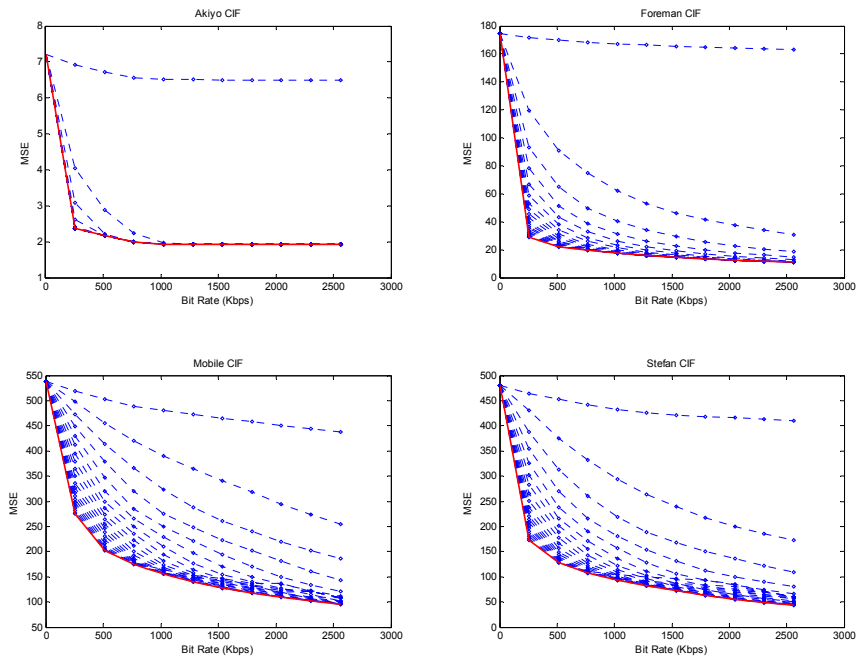 Akiyo CIF
8
7
6
5
4
3
2
1
MSE
0 500 1000 1500 2000 2500 3000
Bit Rate (Kbps)
Foreman CIF
180
160
140
120
100
80
60
40
20
0
MSE
0 500 1000 1500 2000 2500 3000
Bit Rate (Kbps)
Mobile CIF
550
500
450
400
350
300
250
200
150
100
50
MSE
0 500 1000 1500 2000 2500 3000
Bit Rate (Kbps)
Stefan CIF
500
450
400
350
300
250
200
150
100
50
0
MSE
0 500 1000 1500 2000 2500 3000
Bit Rate (Kbps)